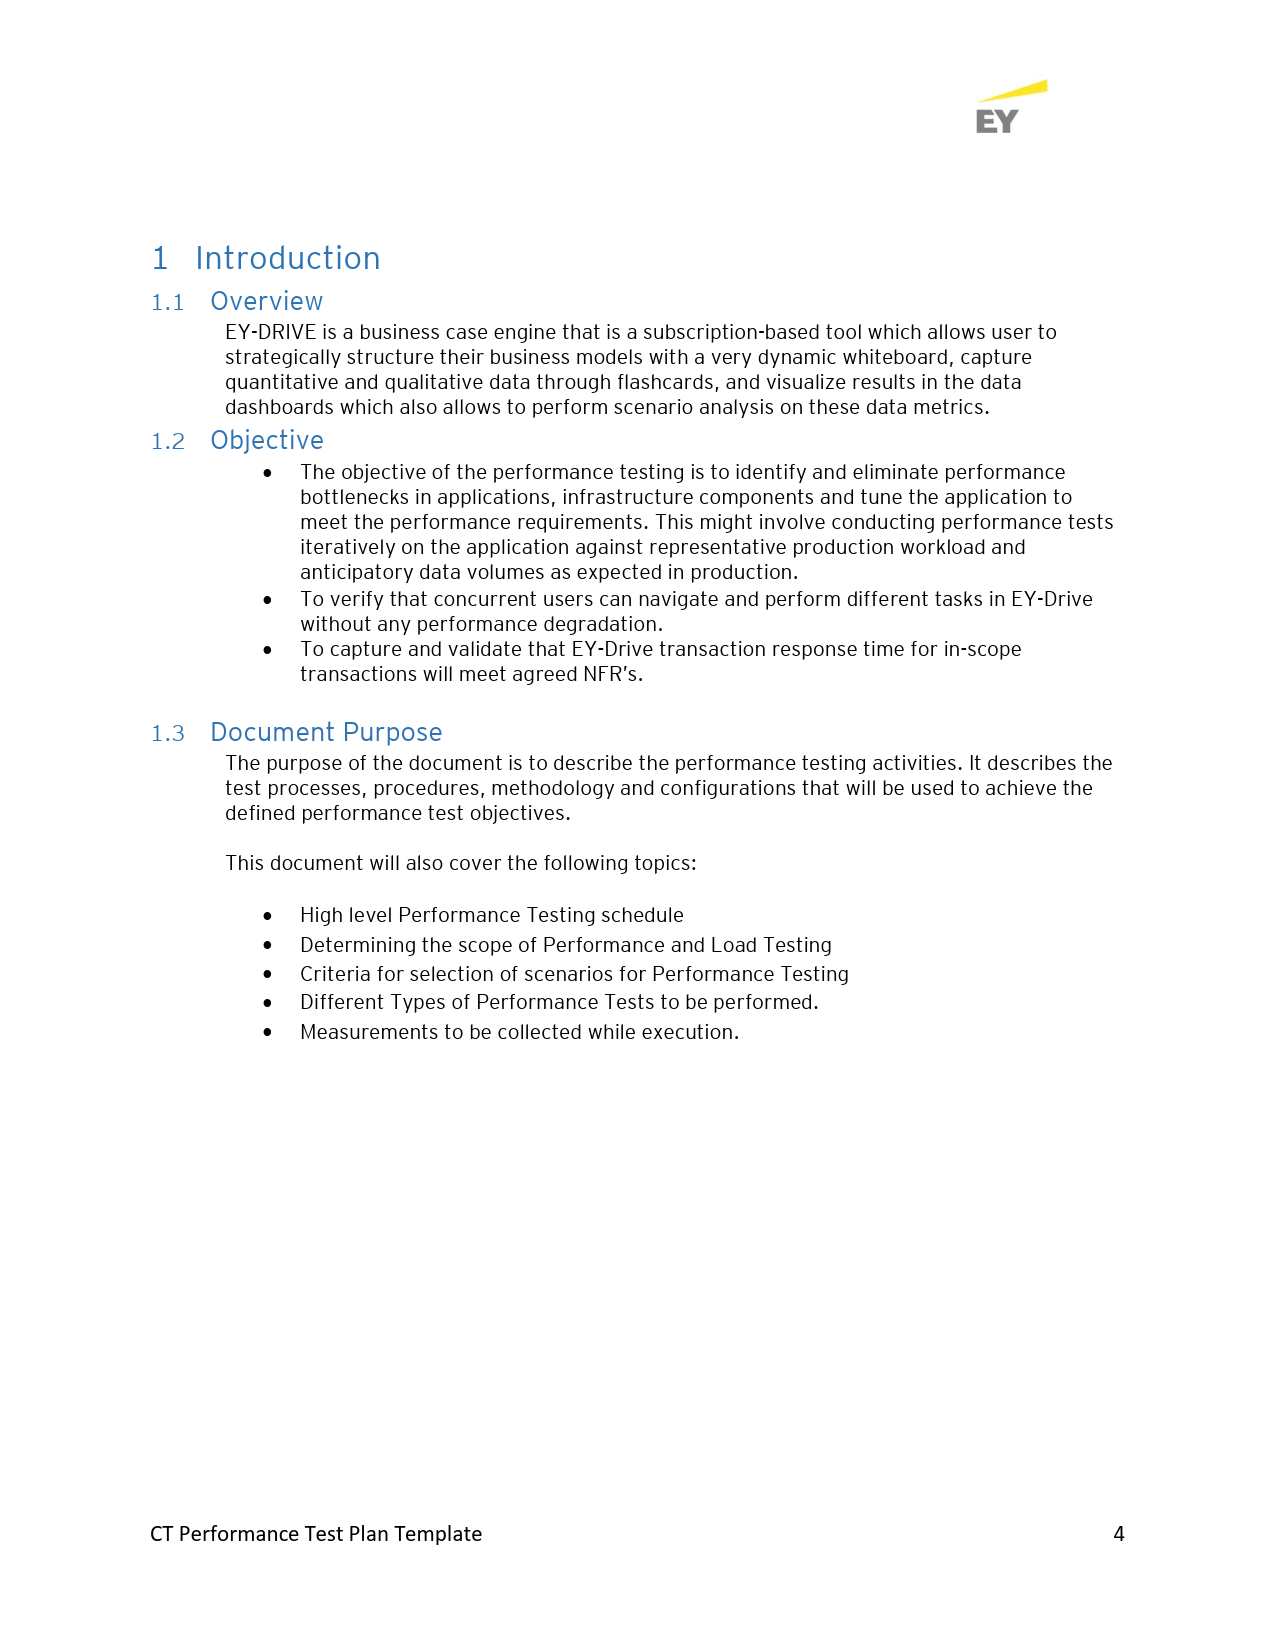 EY
1 Introduction
1.1 Overview
EY-DRIVE is a business case engine that is a subscription-based tool which allows user to
strategically structure their business models with a very dynamic whiteboard, capture
quantitative and qualitative data through flashcards, and visualize results in the data
dashboards which also allows to perform scenario analysis on these data metrics.
1.2 Objective
• The objective of the performance testing is to identify and eliminate performance
bottlenecks in applications, infrastructure components and tune the application to
meet the performance requirements. This might involve conducting performance tests
iteratively on the application against representative production workload and
anticipatory data volumes as expected in production.
• To verify that concurrent users can navigate and perform different tasks in EY-Drive
without any performance degradation.
• To capture and validate that EY-Drive transaction response time for in-scope
transactions will meet agreed NFR’s.
1.3 Document Purpose
The purpose of the document is to describe the performance testing activities. It describes the
test processes, procedures, methodology and configurations that will be used to achieve the
defined performance test objectives.
This document will also cover the following topics:
• High level Performance Testing schedule
• Determining the scope of Performance and Load Testing
• Criteria for selection of scenarios for Performance Testing
• Different Types of Performance Tests to be performed.
• Measurements to be collected while execution.
CT Performance Test Plan Template 4